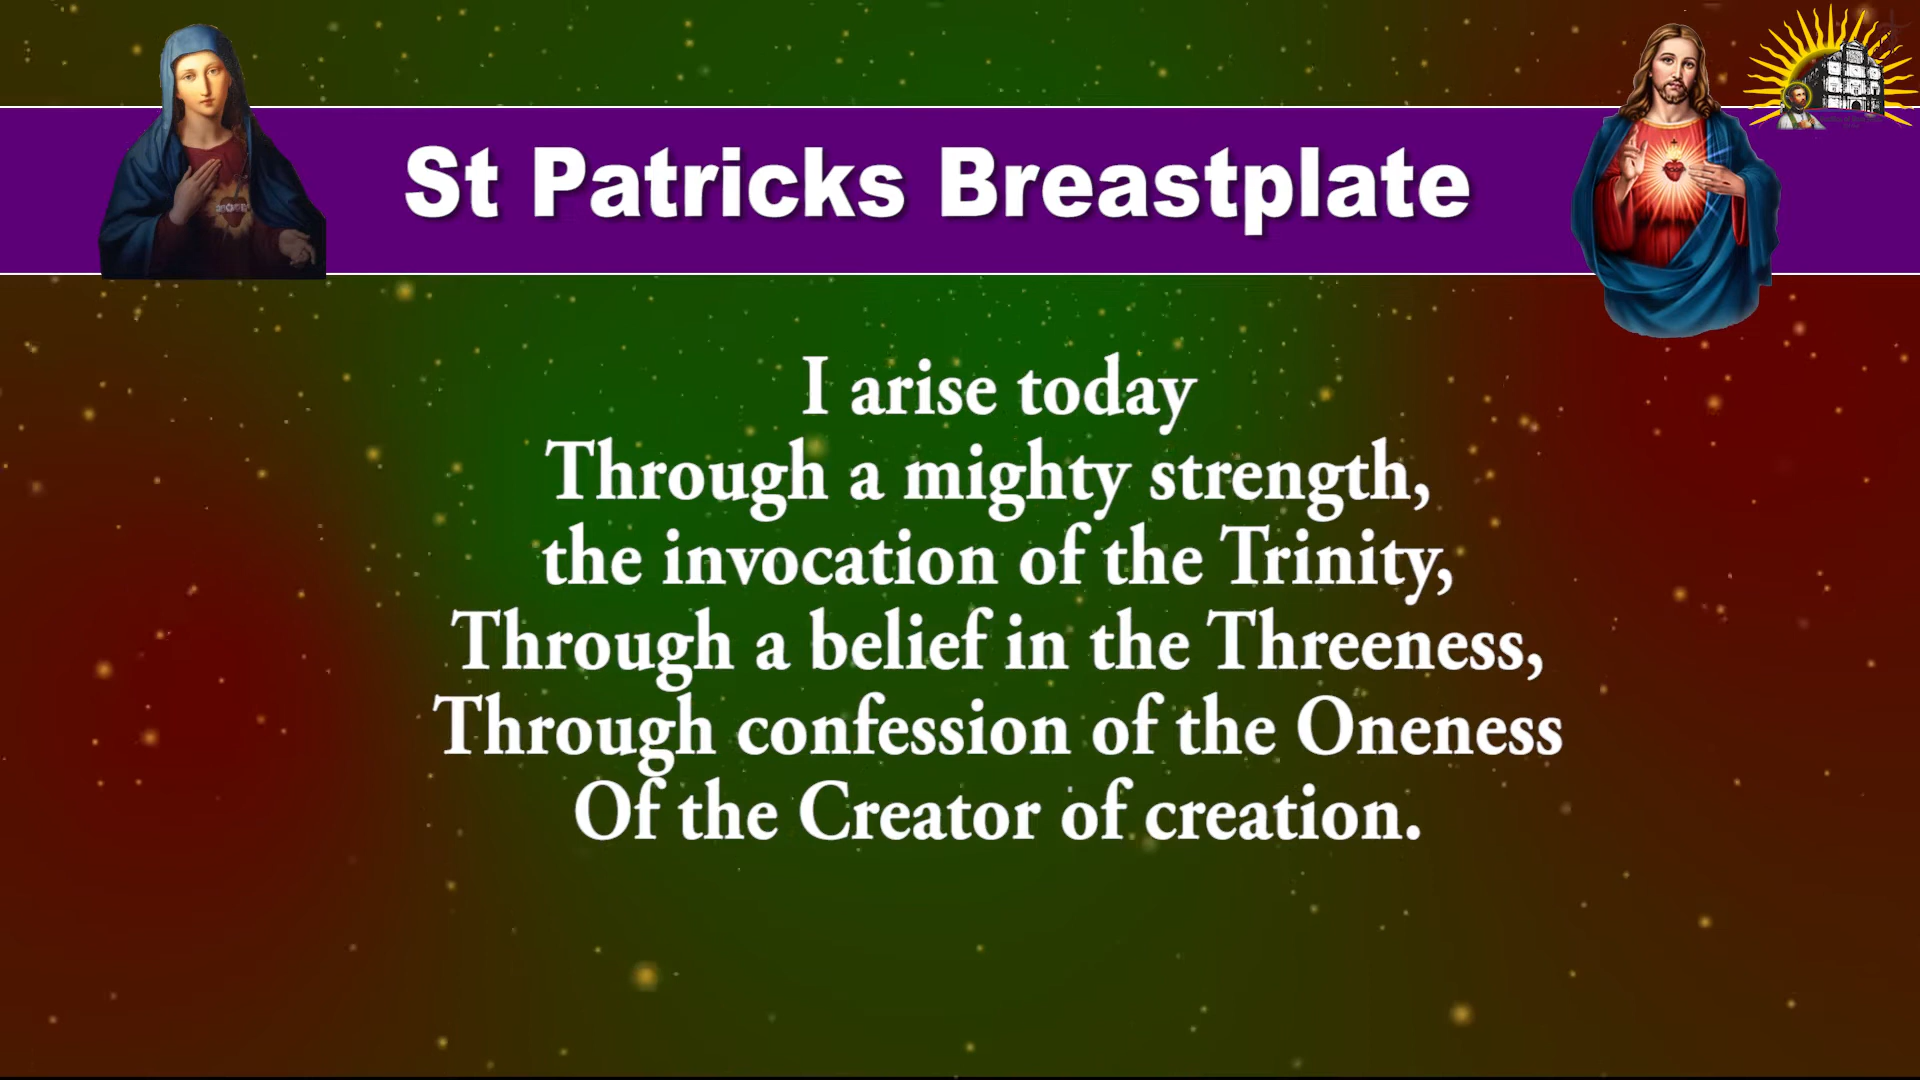 St Patricks Breastplate
I arise today
Through a mighty strength,
the invocation of the Trinity,
Through a belief in the Threeness,
Through confession of the Oneness
Of the Creator of creation.